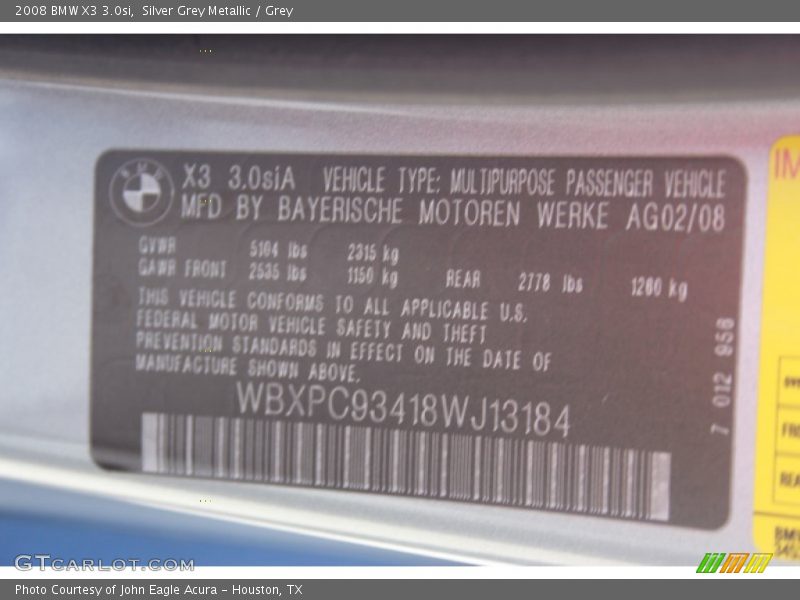 2008 BMW X3 3.0si, Silver Grey Metallic / Grey
BMW
X3 3.0siA VEHICLE TYPE: MULTIPURPOSE PASSENGER VEHICLE
MFD BY BAYERISCHE MOTOREN WERKE AG02/08
GVWR 5104 lbs 2315 kg
GAWR FRONT 2535 lbs 1150 kg REAR 2778 lbs 1260 kg
THIS VEHICLE CONFORMS TO ALL APPLICABLE U.S.
FEDERAL MOTOR VEHICLE SAFETY AND THEFT
PREVENTION STANDARDS IN EFFECT ON THE DATE OF
MANUFACTURE SHOWN ABOVE.
WBXPC93418WJ13184
7 012 958
BMW
GTCARLOT.COM
Photo Courtesy of John Eagle Acura – Houston, TX